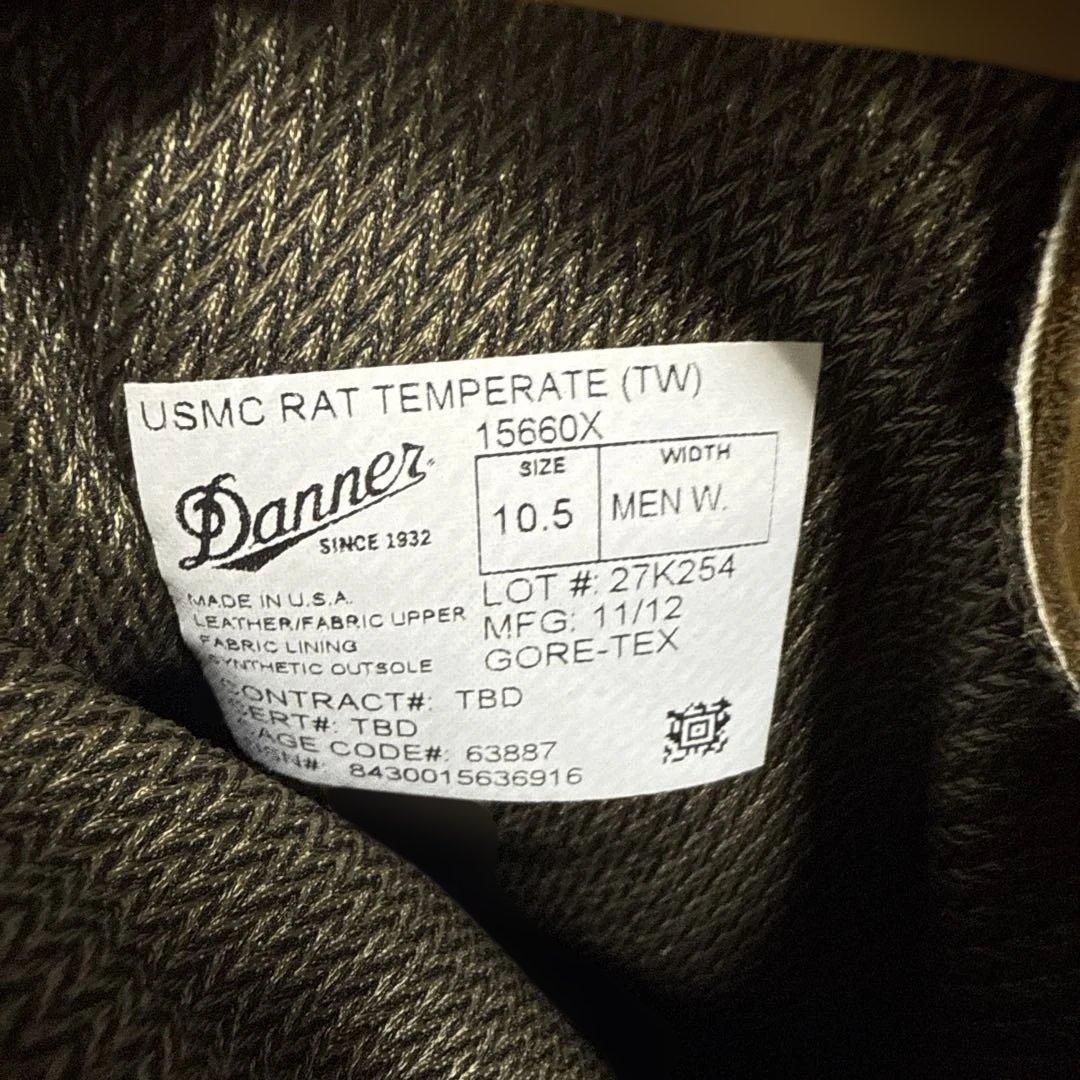 USMC RAT TEMPERATE (TW)
15660X
Danner
SINCE 1932
SIZE
10.5
WIDTH
MEN W.
MADE IN U.S.A.
LEATHER/FABRIC UPPER
FABRIC LINING
SYNTHETIC OUTSOLE
LOT #: 27K254
MFG: 11/12
GORE-TEX
CONTRACT#: TBD
CERT#: TBD
CAGE CODE#: 63887
8430015636916